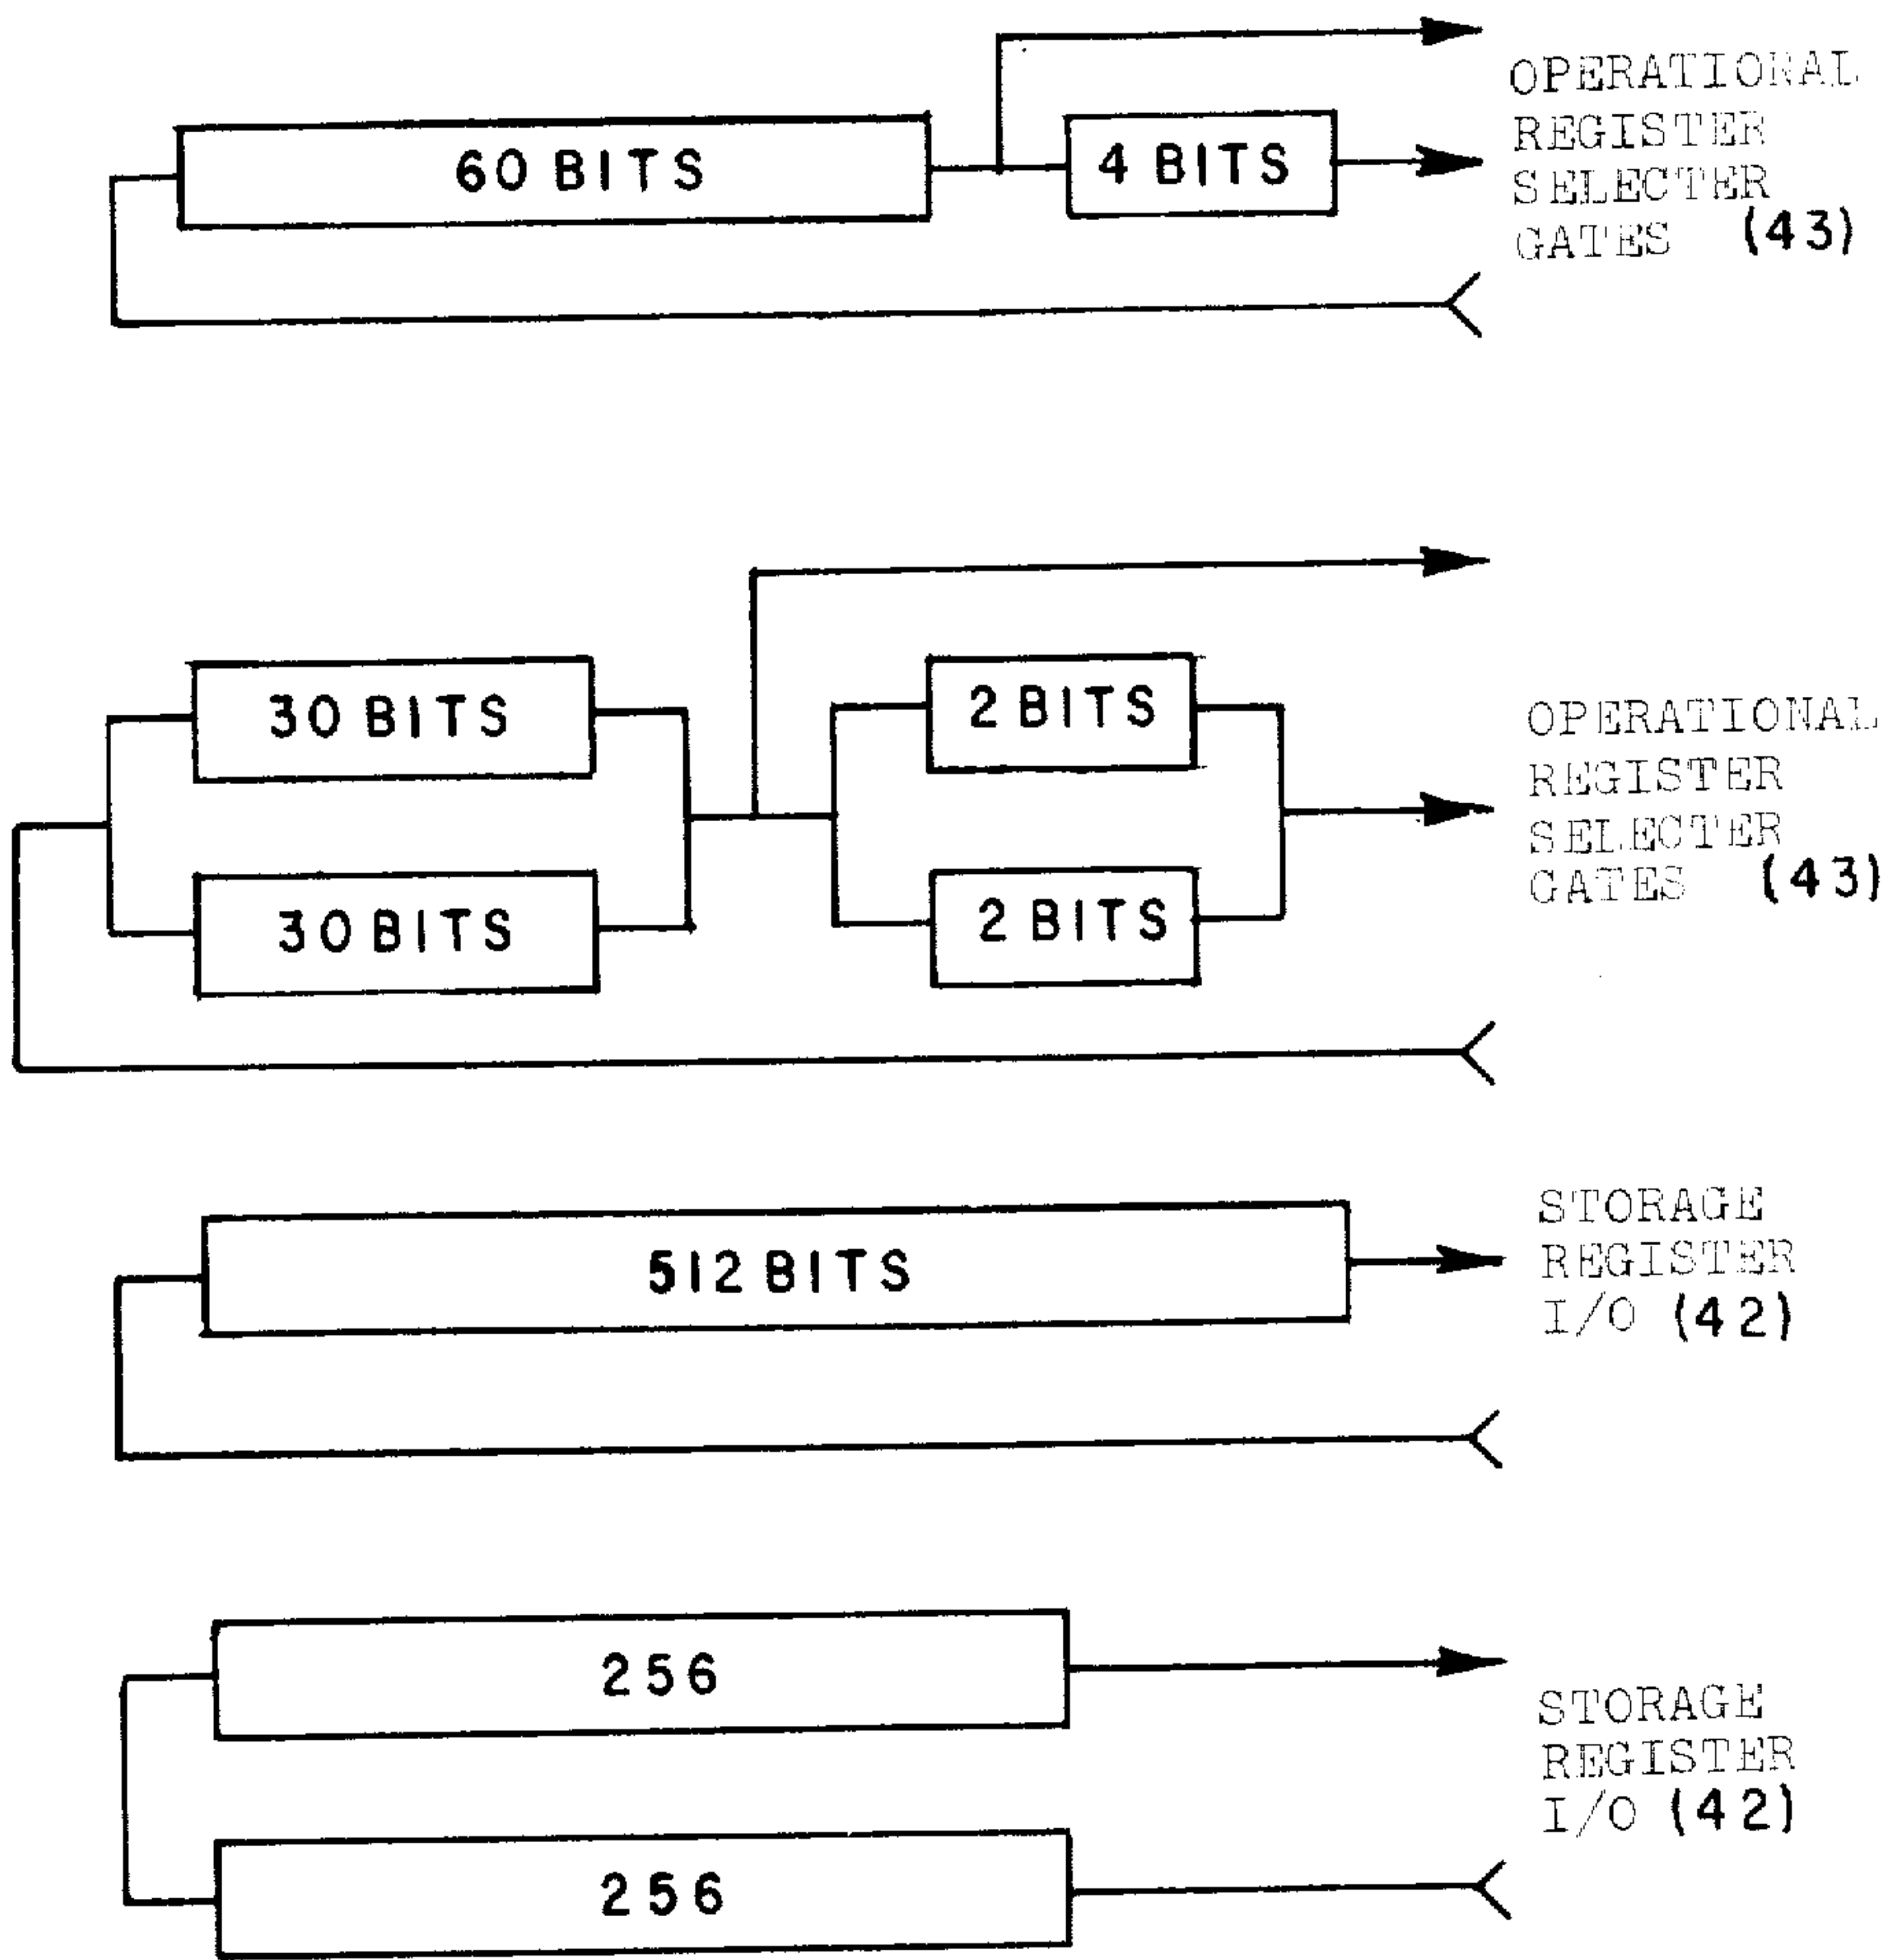 60 BITS
4 BITS
OPERATIONAL
REGISTER
SELECTER
GATES (43)
30 BITS
2 BITS
30 BITS
2 BITS
OPERATIONAL
REGISTER
SELECTER
GATES (43)
512 BITS
STORAGE
REGISTER
I/O (42)
256
256
STORAGE
REGISTER
I/O (42)